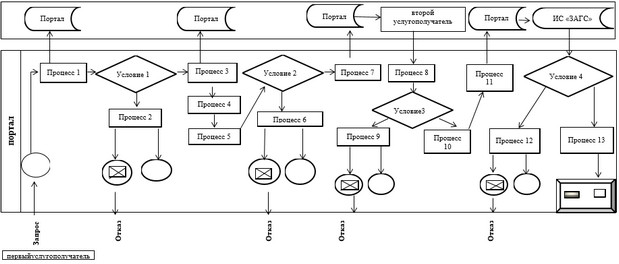 Портал
Портал
Портал
второй
услугополучатель
Портал
ИС «ЗАГС»
портал
Процесс 1
Условие 1
Процесс 3
Условие 2
Процесс 7
Процесс 8
Процесс
11
Условие 4
Процесс 4
Процесс 2
Процесс 5
Процесс 6
Условие3
Процесс 9
Процесс
10
Процесс 12
Процесс 13
Запрос
Отказ
Отказ
Отказ
Отказ
первыйуслугополучатель